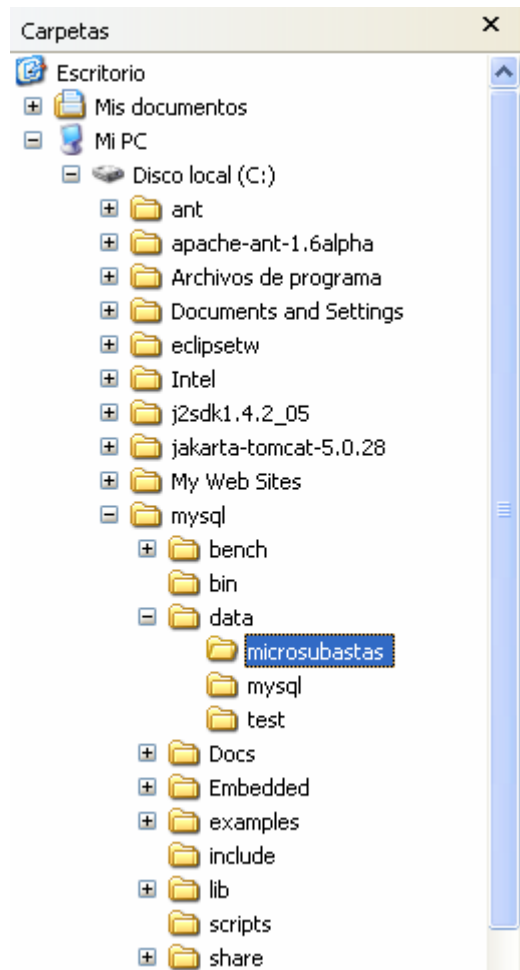 Carpetas
Escritorio
Mis documentos
Mi PC
Disco local (C:)
ant
apache-ant-1.6alpha
Archivos de programa
Documents and Settings
eclipsetw
Intel
j2sdk1.4.2_05
jakarta-tomcat-5.0.28
My Web Sites
mysql
bench
bin
data
microsubastas
mysql
test
Docs
Embedded
examples
include
lib
scripts
share